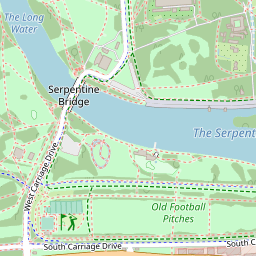 The Long
Water
Serpentine
Bridge
The Serpent
West Carriage Drive
Old Football
Pitches
South Carriage Drive
South C